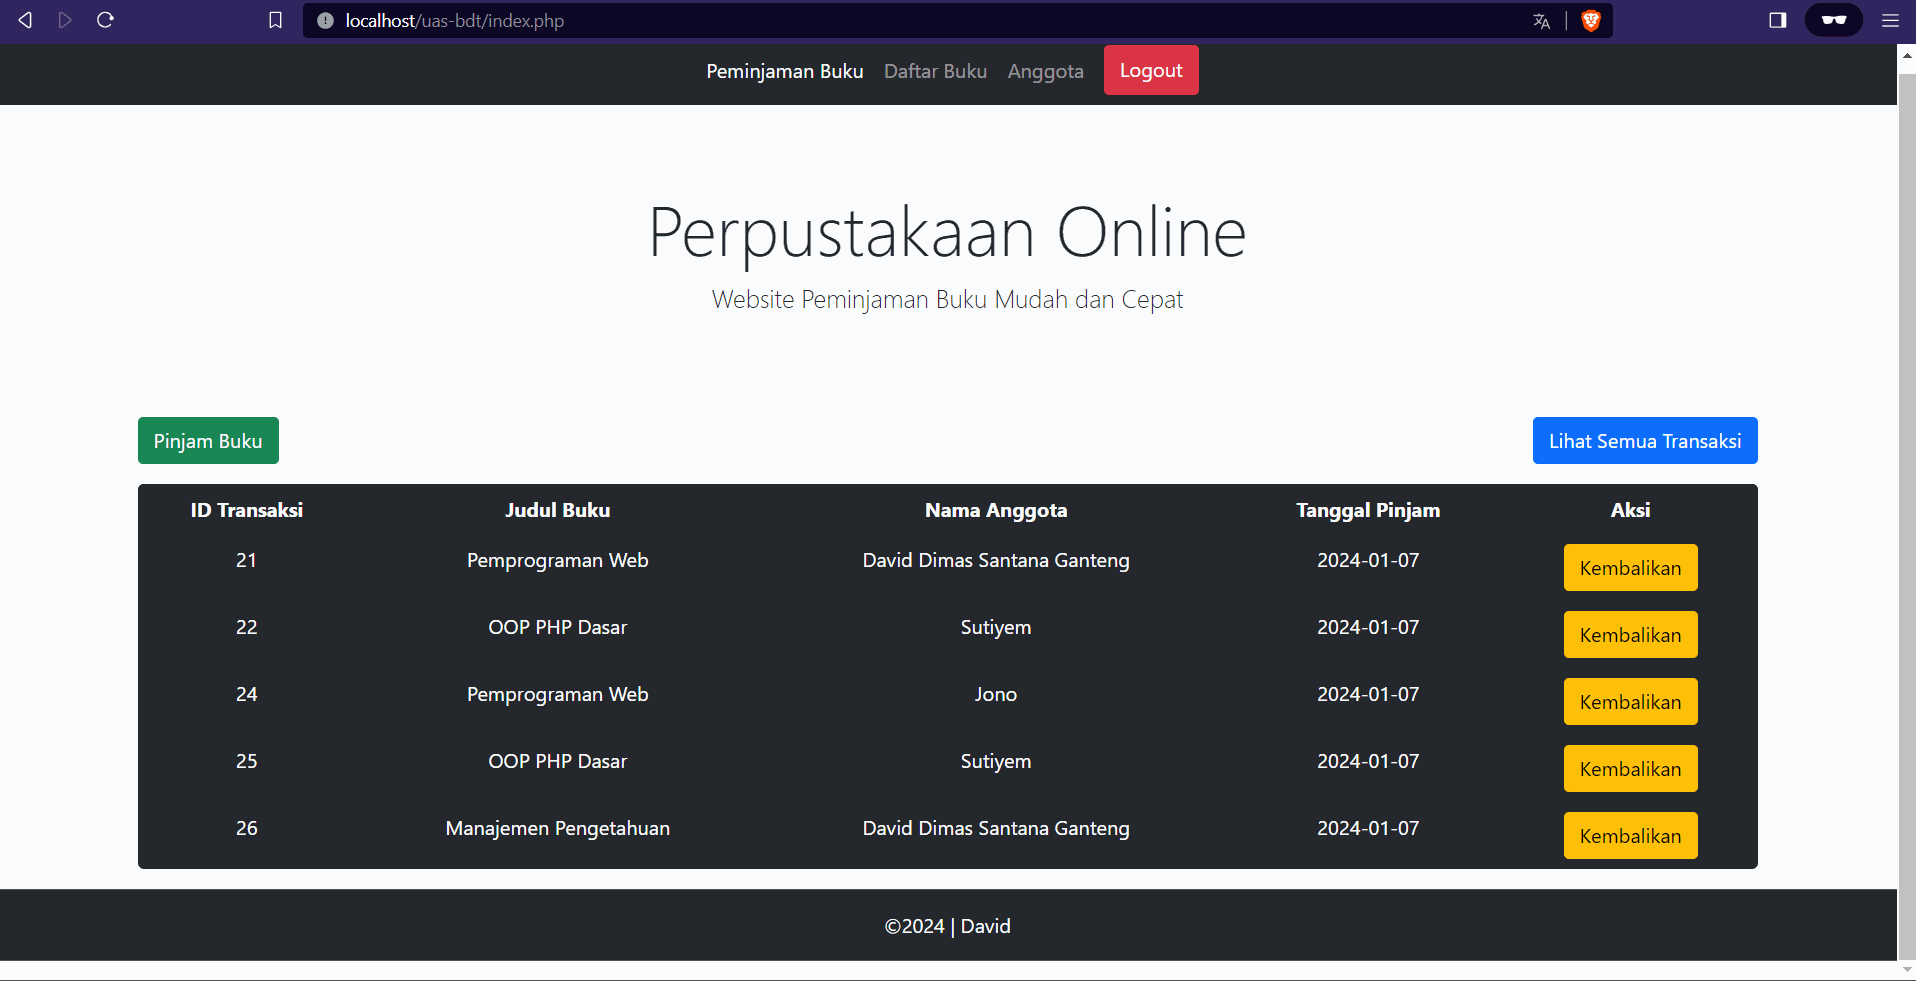 localhost/uas-bdt/index.php
Peminjaman Buku Daftar Buku Anggota Logout
Perpustakaan Online
Website Peminjaman Buku Mudah dan Cepat
Pinjam Buku Lihat Semua Transaksi
ID Transaksi Judul Buku Nama Anggota Tanggal Pinjam Aksi
21 Pemprograman Web David Dimas Santana Ganteng 2024-01-07 Kembalikan
22 OOP PHP Dasar Sutiyem 2024-01-07 Kembalikan
24 Pemprograman Web Jono 2024-01-07 Kembalikan
25 OOP PHP Dasar Sutiyem 2024-01-07 Kembalikan
26 Manajemen Pengetahuan David Dimas Santana Ganteng 2024-01-07 Kembalikan
©2024 | David